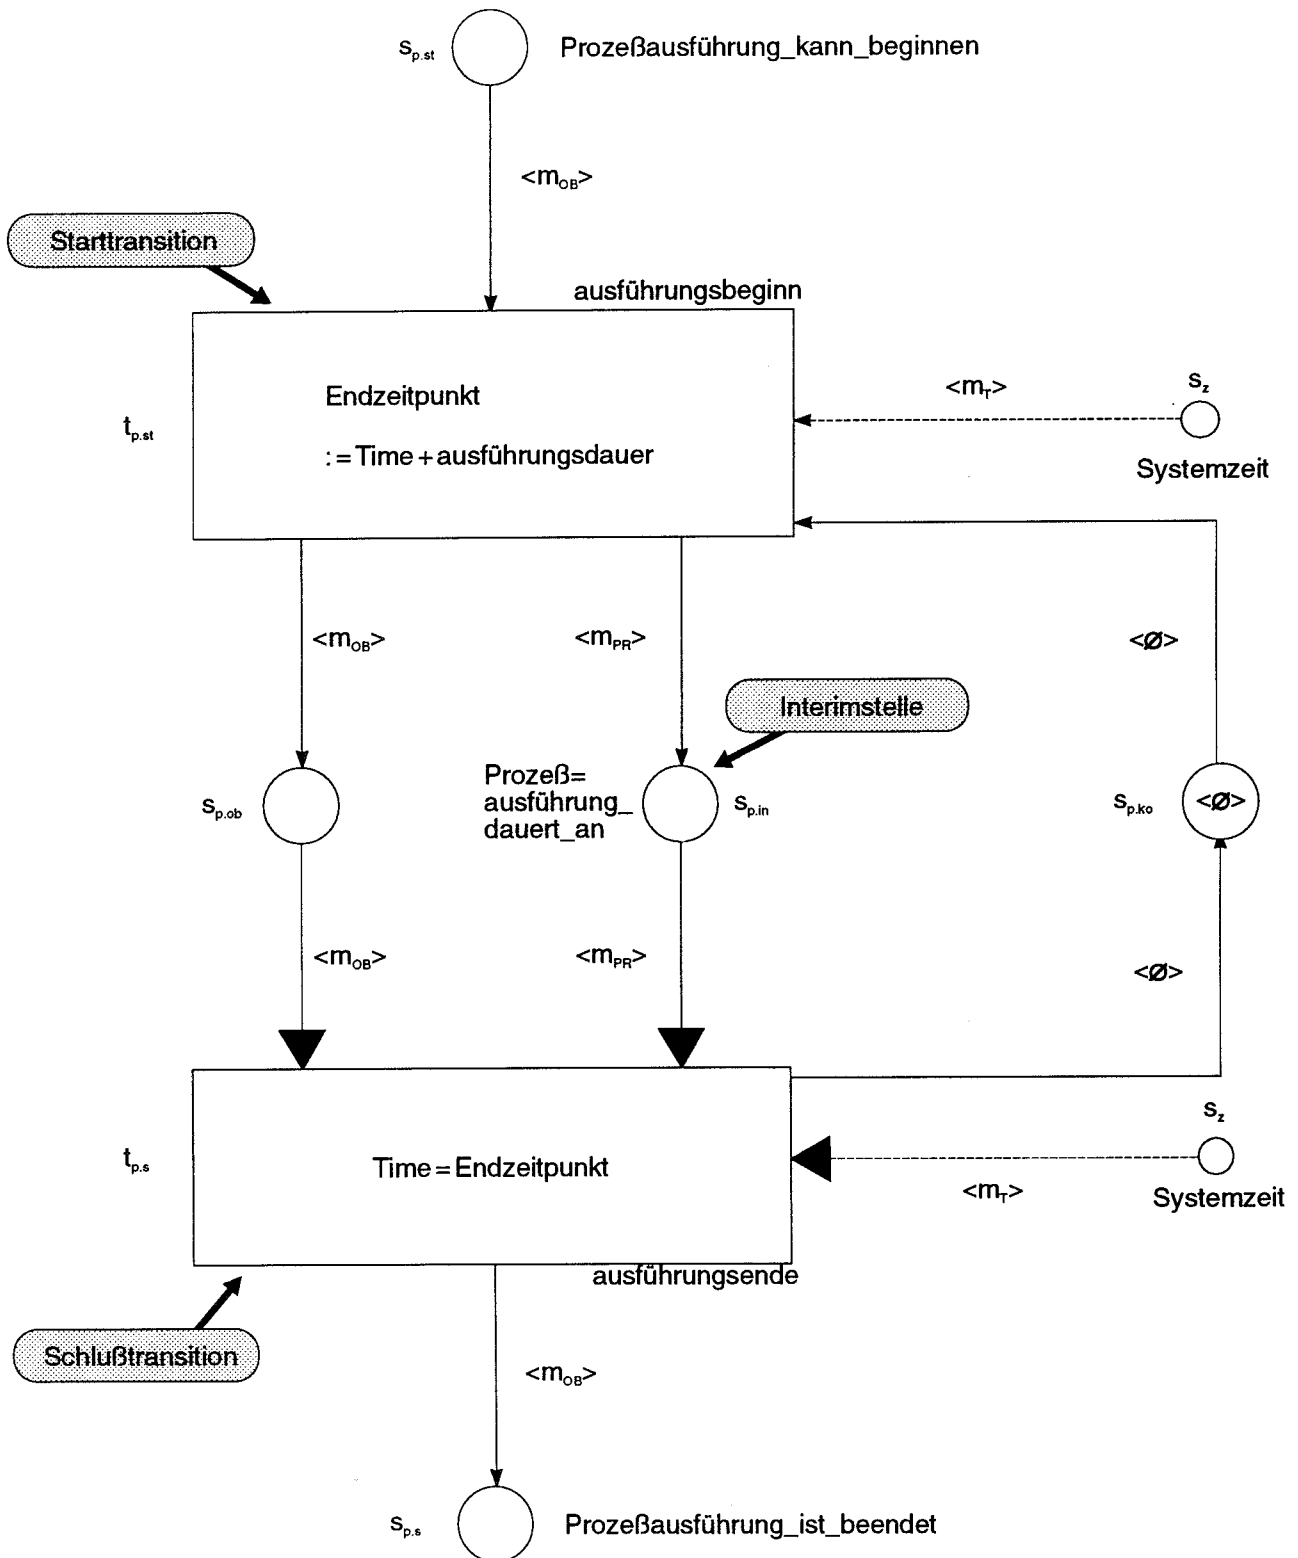 s_p.st Prozeßausführung_kann_beginnen
<m_OB>
Starttransition
ausführungsbeginn
Endzeitpunkt
<m_T>
s_z
t_p.st
:=Time+ausführungsdauer
Systemzeit
<m_OB>
<m_PR>
<Ø>
Interimstelle
Prozeß=
ausführung_
dauert_an
s_p.ob
s_p.in
s_p.ko
<Ø>
<m_OB>
<m_PR>
<Ø>
s_z
t_p.s
Time=Endzeitpunkt
<m_T>
Systemzeit
ausführungsende
Schlußtransition
<m_OB>
s_p.s Prozeßausführung_ist_beendet